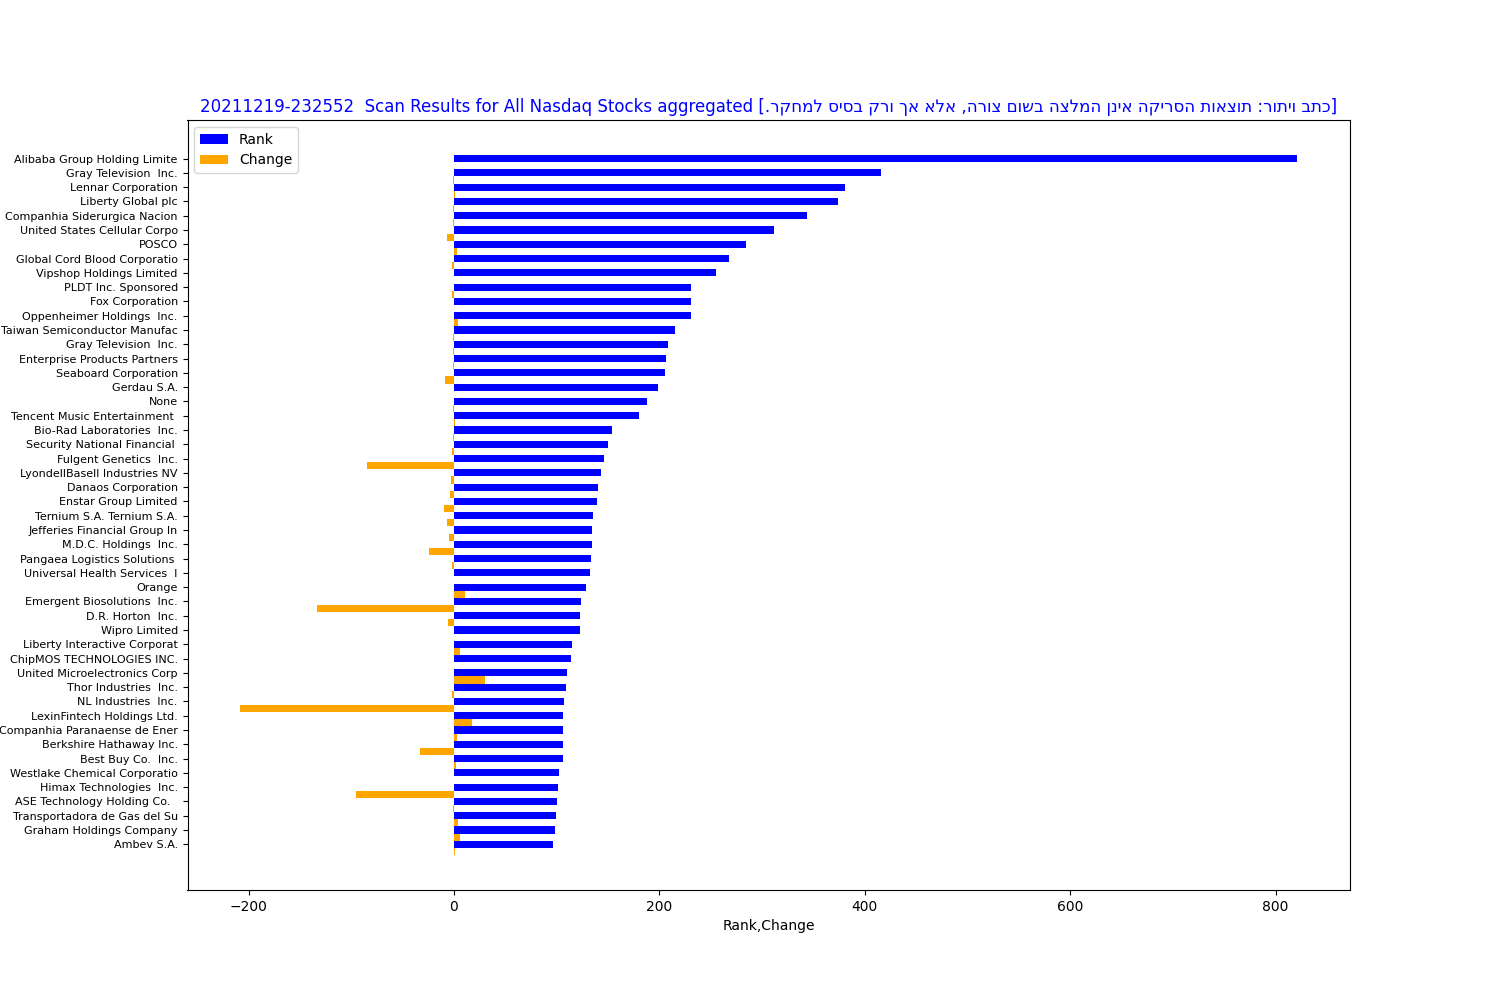 20211219-232552  Scan Results for All Nasdaq Stocks aggregated [כתב ויתור: תוצאות הסריקה אינן המלצה בשום צורה, אלא אך ורק בסיס למחקר.]
Rank
Change
Alibaba Group Holding Limite
Gray Television  Inc.
Lennar Corporation
Liberty Global plc
Companhia Siderurgica Nacion
United States Cellular Corpo
POSCO
Global Cord Blood Corporatio
Vipshop Holdings Limited
PLDT Inc. Sponsored
Fox Corporation
Oppenheimer Holdings  Inc.
Taiwan Semiconductor Manufac
Gray Television  Inc.
Enterprise Products Partners
Seaboard Corporation
Gerdau S.A.
None
Tencent Music Entertainment
Bio-Rad Laboratories  Inc.
Security National Financial
Fulgent Genetics  Inc.
LyondellBasell Industries NV
Danaos Corporation
Enstar Group Limited
Ternium S.A. Ternium S.A.
Jefferies Financial Group In
M.D.C. Holdings  Inc.
Pangaea Logistics Solutions
Universal Health Services  I
Orange
Emergent Biosolutions  Inc.
D.R. Horton  Inc.
Wipro Limited
Liberty Interactive Corporat
ChipMOS TECHNOLOGIES INC.
United Microelectronics Corp
Thor Industries  Inc.
NL Industries  Inc.
LexinFintech Holdings Ltd.
Companhia Paranaense de Ener
Berkshire Hathaway Inc.
Best Buy Co.  Inc.
Westlake Chemical Corporatio
Himax Technologies  Inc.
ASE Technology Holding Co.
Transportadora de Gas del Su
Graham Holdings Company
Ambev S.A.
−200 0 200 400 600 800
Rank,Change